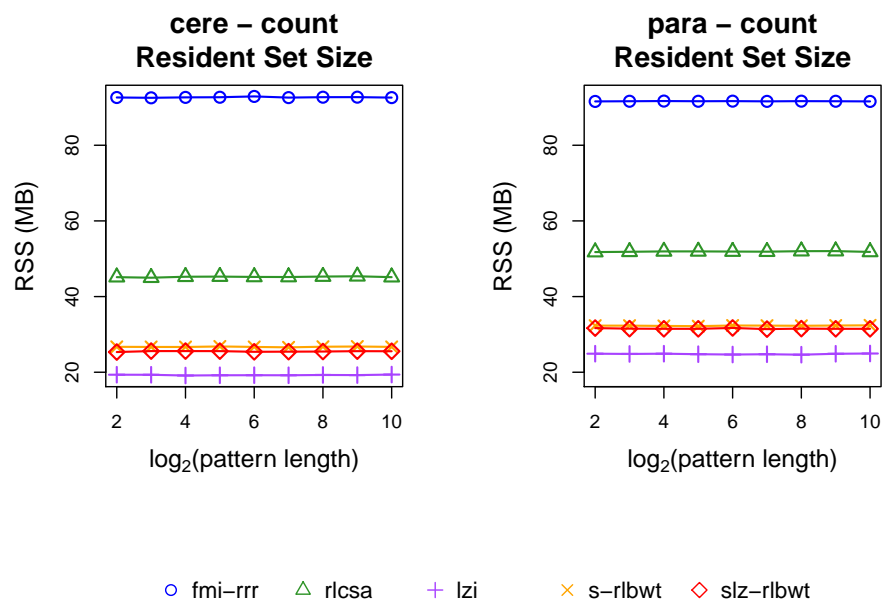 cere – count
Resident Set Size
RSS (MB)
80
60
40
20
2 4 6 8 10
log2(pattern length)
para – count
Resident Set Size
RSS (MB)
80
60
40
20
2 4 6 8 10
log2(pattern length)
fmi−rrr rlcsa lzi s−rlbwt slz−rlbwt